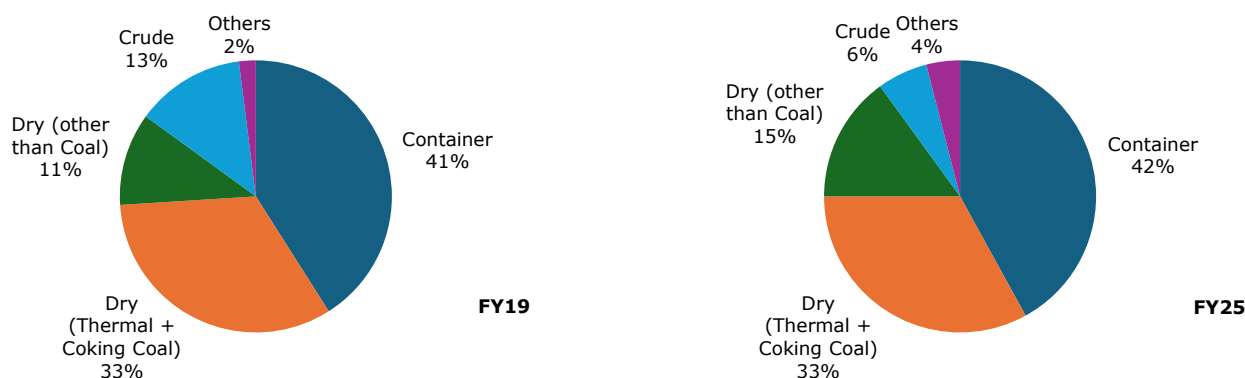 Others
2%
Crude
13%
Dry (other
than Coal)
11%
Container
41%
Dry
(Thermal +
Coking Coal)
33%
FY19
Others
4%
Crude
6%
Dry (other
than Coal)
15%
Container
42%
Dry
(Thermal +
Coking Coal)
33%
FY25